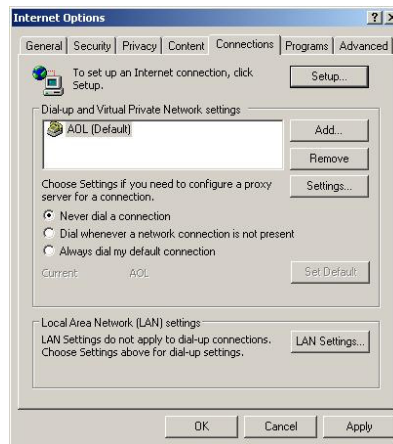 Internet Options
? X
General Security Privacy Content Connections Programs Advanced
To set up an Internet connection, click
Setup.
Setup...
Dial-up and Virtual Private Network settings
AOL (Default)
Add...
Remove
Choose Settings if you need to configure a proxy
server for a connection.
Settings...
Never dial a connection
Dial whenever a network connection is not present
Always dial my default connection
Current AOL
Set Default
Local Area Network (LAN) settings
LAN Settings do not apply to dial-up connections.
Choose Settings above for dial-up settings.
LAN Settings...
OK Cancel Apply